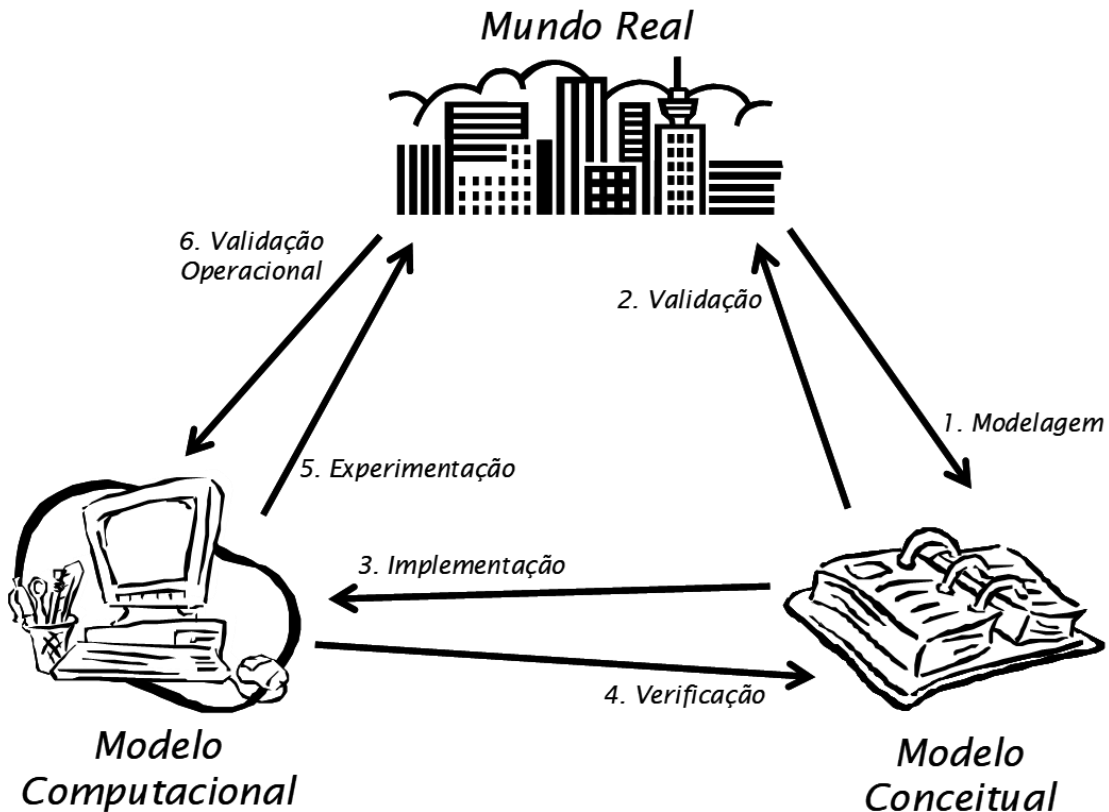 Mundo Real
6. Validação
Operacional
2. Validação
1. Modelagem
5. Experimentação
3. Implementação
4. Verificação
Modelo
Computacional
Modelo
Conceitual